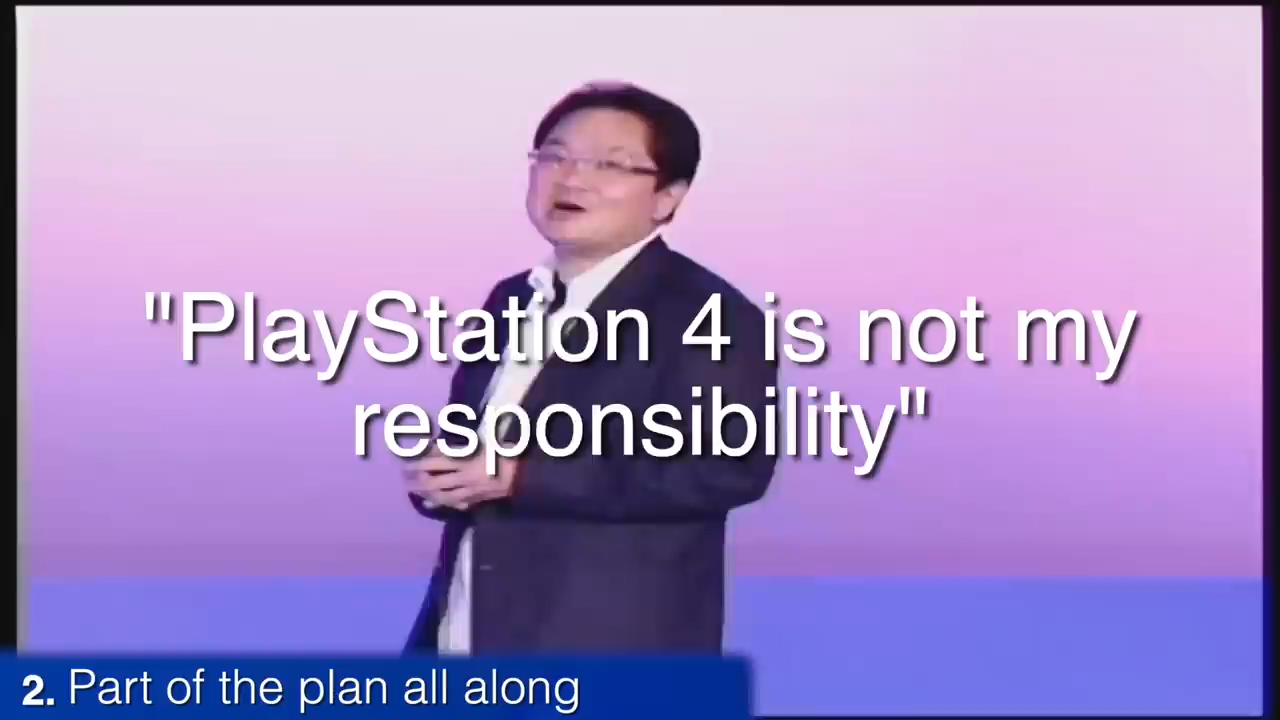 "PlayStation 4 is not my
responsibility"
2. Part of the plan all along